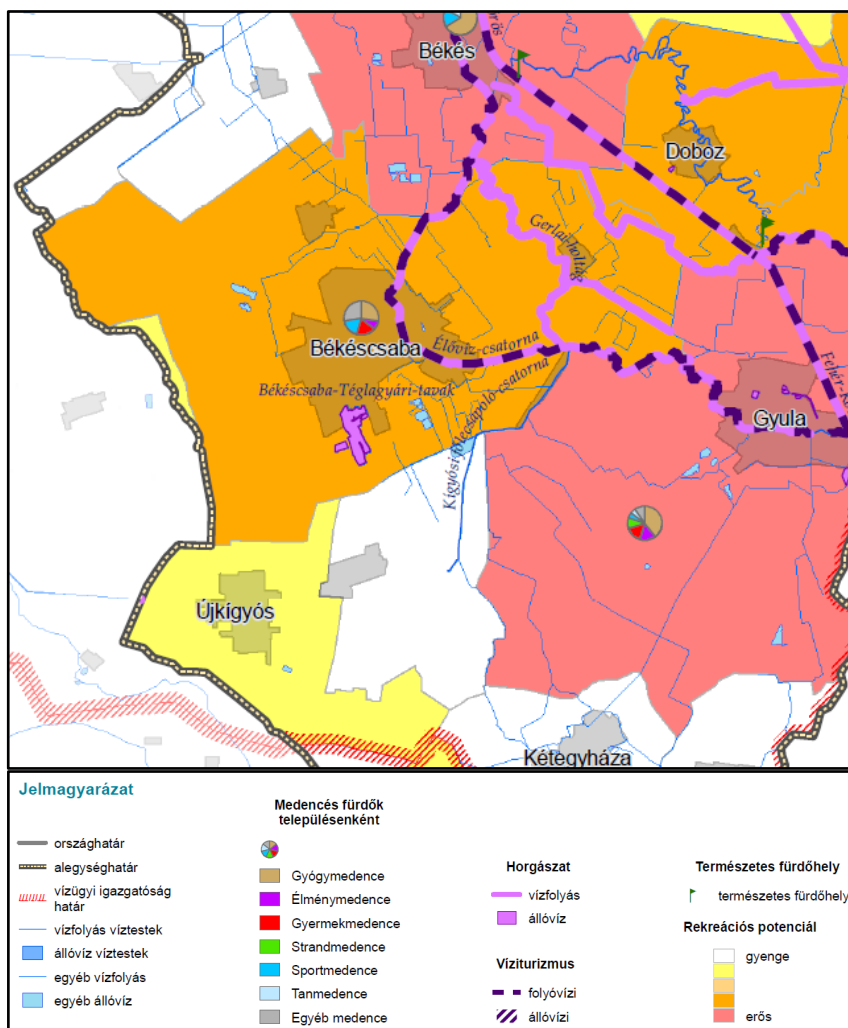 Békés
Doboz
Gerlai-holtág
Békéscsaba
Élővíz-csatorna
Békéscsaba-Téglagyári-tavak
Gyula
Újkígyós
Kétegyháza
Jelmagyarázat
országhatár
alegységhatár
vízügyi igazgatóság
határ
vízfolyás víztestek
állóvíz víztestek
egyéb vízfolyás
egyéb állóvíz
Medencés fürdők
településenként
Gyógymedence
Élménymedence
Gyermekmedence
Strandmedence
Sportmedence
Tanmedence
Egyéb medence
Horgászat
vízfolyás
állóvíz
Víziturizmus
folyóvízi
állóvízi
Természetes fürdőhely
természetes fürdőhely
Rekreációs potenciál
gyenge
erős